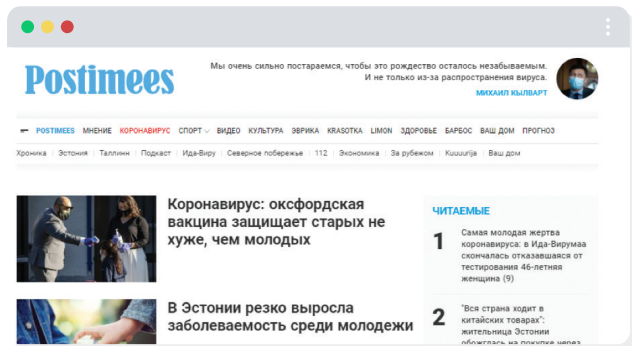 Postimees
Мы очень сильно постараемся, чтобы это рождество осталось незабываемым.
И не только из-за распространения вируса.
МИХАИЛ КЫЛВАРТ
POSTIMEES МНЕНИЕ КОРОНАВИРУС СПОРТ ВИДЕО КУЛЬТУРА ЭВРИКА KRASOTKA LIMON ЗДОРОВЬЕ БАРБОС ВАШ ДОМ ПРОГНОЗ
Хроника Эстония Таллинн Подкаст Ида-Виру Северное побережье 112 Экономика За рубежом Kuuuurija Ваш дом
Коронавирус: оксфордская
вакцина защищает старых не
хуже, чем молодых
В Эстонии резко выросла
заболеваемость среди молодежи
ЧИТАЕМЫЕ
1
Самая молодая жертва
коронавируса: в Ида-Вирумаа
скончалась отказавшаяся от
тестирования 46-летняя
женщина (9)
2
"Вся страна ходит в
китайских товарах":
жительница Эстонии
обожглась на покупке через